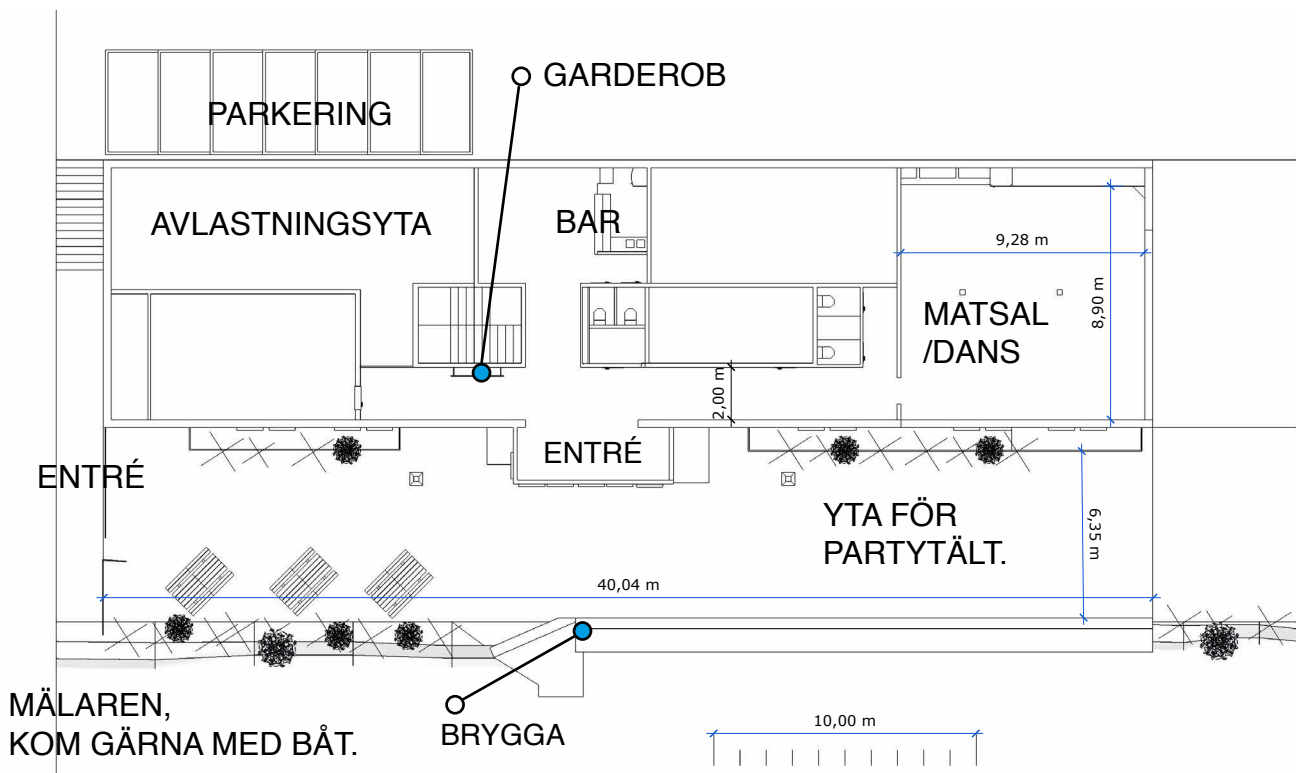 GARDEROB
PARKERING
AVLASTNINGSYTA
BAR
9,28 m
8,90 m
MATSAL
/DANS
2,00 m
ENTRÉ
ENTRÉ
YTA FÖR
PARTYTÄLT.
6,35 m
40,04 m
MÄLAREN,
KOM GÄRNA MED BÅT.
BRYGGA
10,00 m